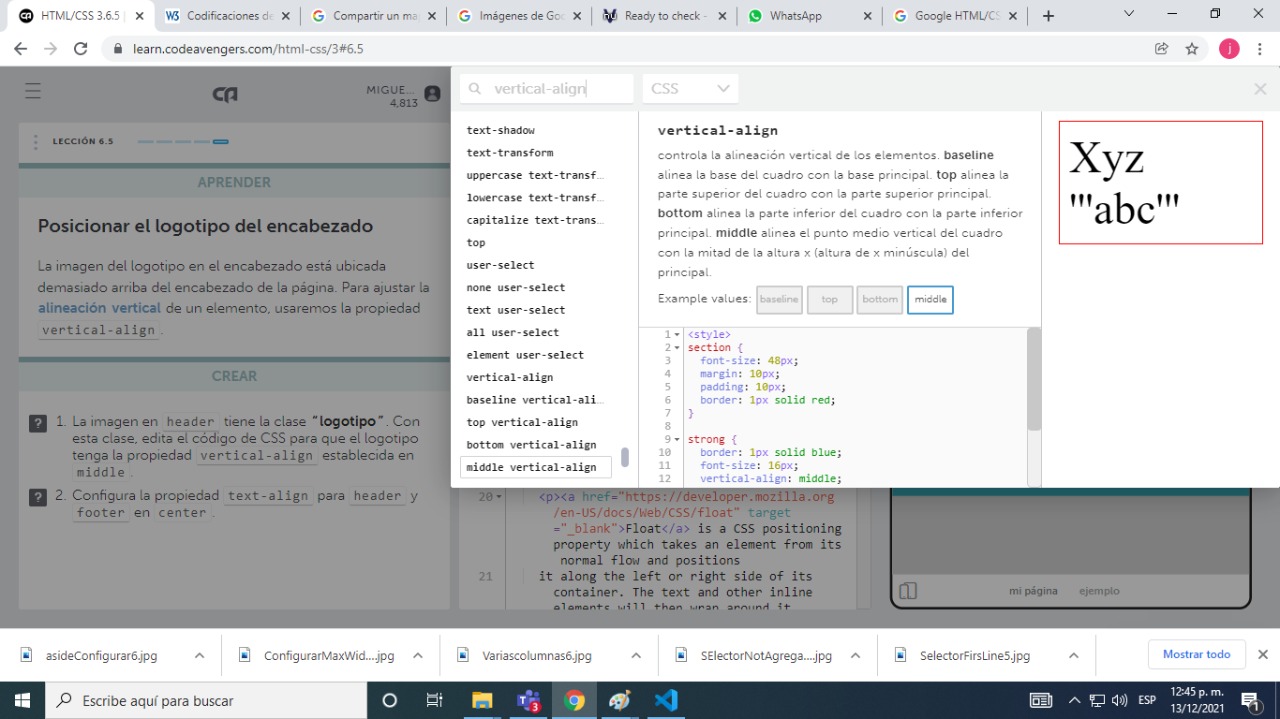 HTML/CSS 3.6.5
Codificaciones de
Compartir un ma
Imágenes de Goo
Ready to check -
WhatsApp
Google HTML/CS
learn.codeavengers.com/html-css/3#6.5
j
MIGUE...
4,813
LECCIÓN 6.5
APRENDER
Posicionar el logotipo del encabezado
La imagen del logotipo en el encabezado está ubicada
demasiado arriba del encabezado de la página. Para ajustar la
alineación vertical de un elemento, usaremos la propiedad
vertical-align.
CREAR
? 1. La imagen en header tiene la clase "logotipo". Con
esta clase, edita el código de CSS para que el logotipo
tenga la propiedad vertical-align establecida en
middle.
? 2. Configura la propiedad text-align para header y
footer en center.
vertical-align
CSS
text-shadow
text-transform
uppercase text-transf...
lowercase text-transf...
capitalize text-trans...
top
user-select
none user-select
text user-select
all user-select
element user-select
vertical-align
baseline vertical-ali...
top vertical-align
bottom vertical-align
middle vertical-align
vertical-align
controla la alineación vertical de los elementos. baseline
alinea la base del cuadro con la base principal. top alinea la
parte superior del cuadro con la parte superior principal.
bottom alinea la parte inferior del cuadro con la parte inferior
principal. middle alinea el punto medio vertical del cuadro
con la mitad de la altura x (altura de x minúscula) del
principal.
Example values: baseline top bottom middle
1 <style>
2 section {
3 font-size: 48px;
4 margin: 10px;
5 padding: 10px;
6 border: 1px solid red;
7 }
8
9 strong {
10 border: 1px solid blue;
11 font-size: 16px;
12 vertical-align: middle;
Xyz
'''abc'''
20 <p><a href="https://developer.mozilla.org
/en-US/docs/Web/CSS/float" target
="_blank">Float</a> is a CSS positioning
property which takes an element from its
normal flow and positions
21 it along the left or right side of its
container. The text and other inline
elements will then wrap around it
mi página ejemplo
asideConfigurar6.jpg
ConfigurarMaxWid....jpg
Variascolumnas6.jpg
SElectorNotAgrega....jpg
SelectorFirsLine5.jpg
Mostrar todo
Escribe aquí para buscar
3
ESP
12:45 p. m.
13/12/2021
1